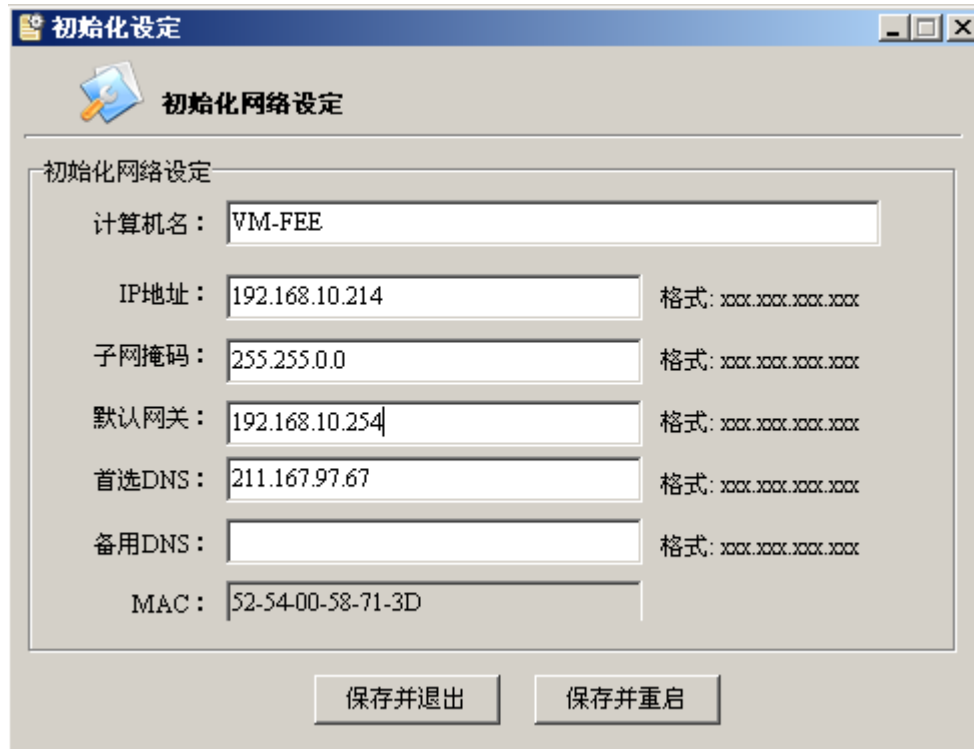 初始化设定
初始化网络设定
初始化网络设定
计算机名： VM-FEE
IP地址： 192.168.10.214 格式: xxx.xxx.xxx.xxx
子网掩码： 255.255.0.0 格式: xxx.xxx.xxx.xxx
默认网关： 192.168.10.254 格式: xxx.xxx.xxx.xxx
首选DNS： 211.167.97.67 格式: xxx.xxx.xxx.xxx
备用DNS： 格式: xxx.xxx.xxx.xxx
MAC： 52-54-00-58-71-3D
保存并退出 保存并重启